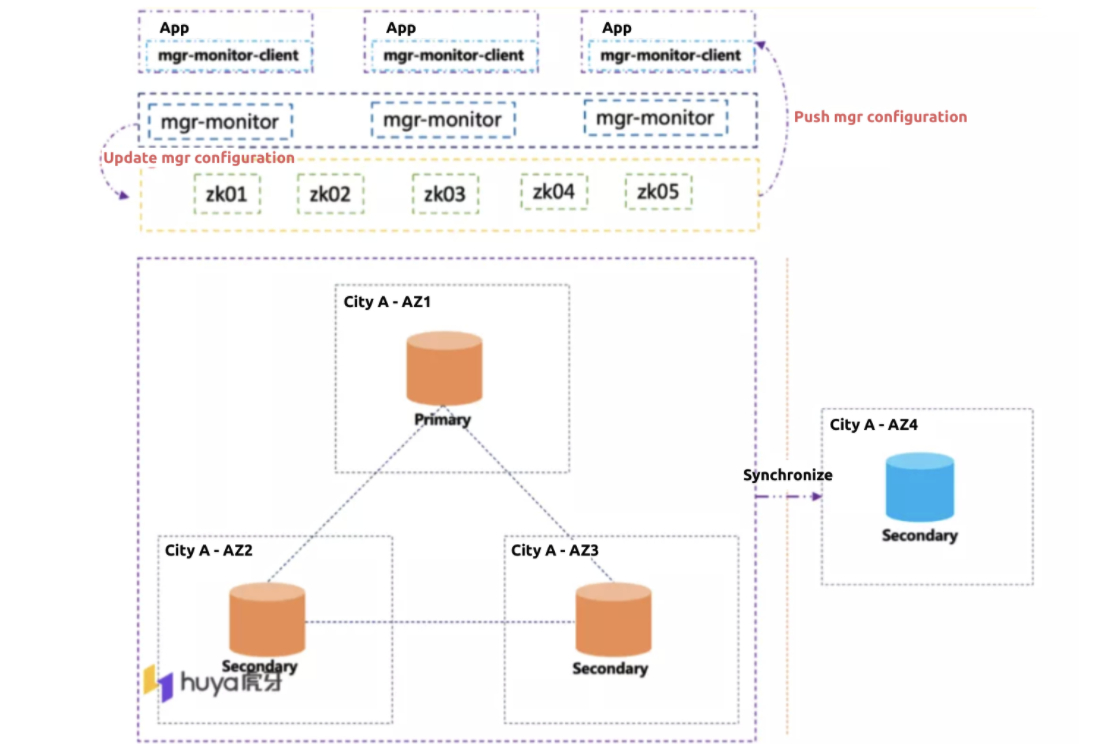 App
mgr-monitor-client
App
mgr-monitor-client
App
mgr-monitor-client
mgr-monitor
mgr-monitor
mgr-monitor
Push mgr configuration
Update mgr configuration
zk01
zk02
zk03
zk04
zk05
City A - AZ1
Primary
City A - AZ4
Synchronize
Secondary
City A - AZ2
City A - AZ3
Secondary
Secondary
huya虎牙